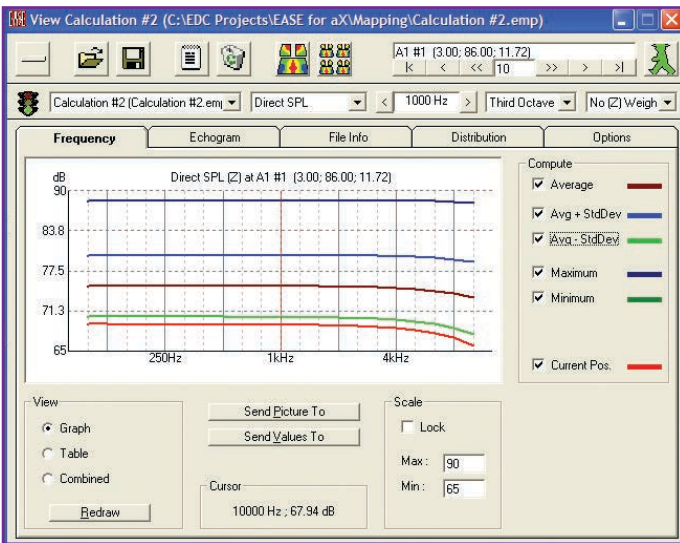 View Calculation #2 (C:\EDC Projects\EASE for aX\Mapping\Calculation #2.emp)
A1 #1 (3.00; 86.00; 11.72)
|< < << 10 >> > >|
Calculation #2 (Calculation #2.em Direct SPL < 1000 Hz > Third Octave No (Z) Weigh
Frequency Echogram File Info Distribution Options
dB Direct SPL (Z) at A1 #1 (3.00; 86.00; 11.72)
90
83.8
77.5
71.3
65
250Hz 1kHz 4kHz
Compute
Average
Avg + StdDev
Avg - StdDev
Maximum
Minimum
Current Pos.
View
Graph
Table
Combined
Redraw
Send Picture To
Send Values To
Cursor
10000 Hz ; 67.94 dB
Scale
Lock
Max : 90
Min : 65